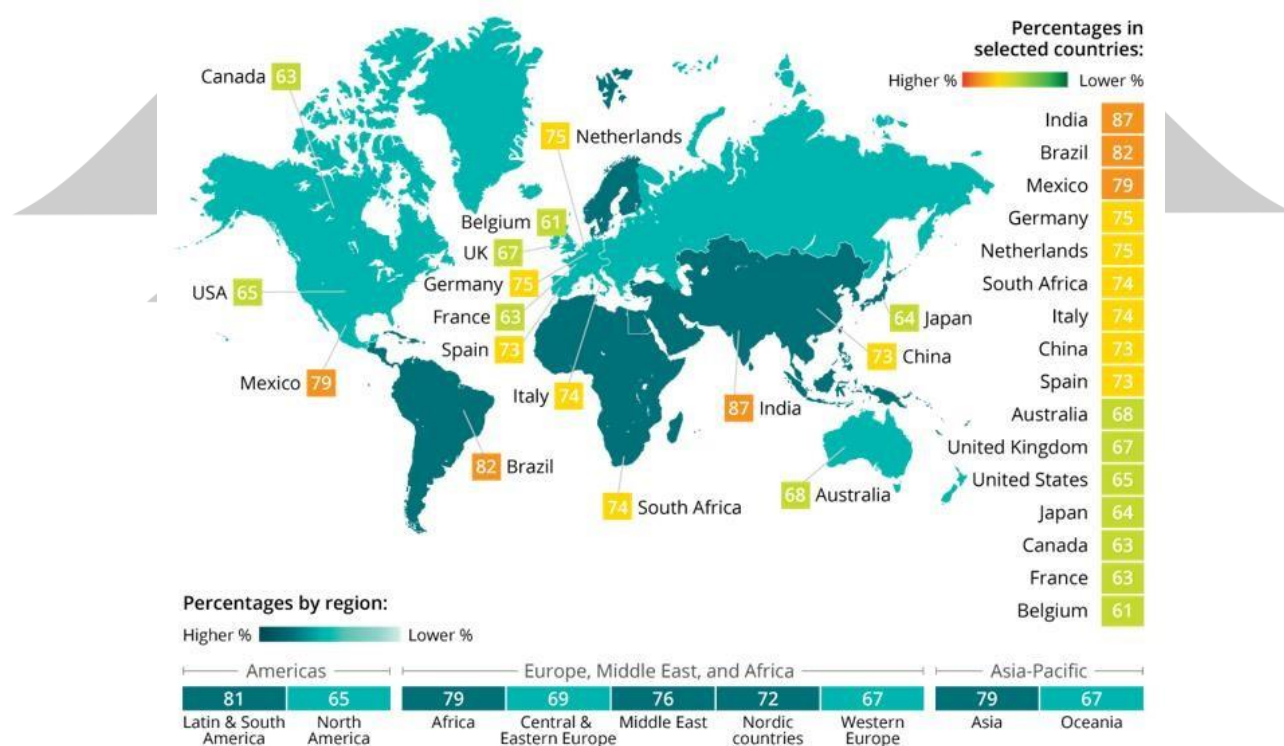 Percentages in
selected countries:
Higher % Lower %
Canada 63
75 Netherlands
Belgium 61
UK 67
Germany 75
USA 65
France 63
64 Japan
Spain 73
73 China
Mexico 79
Italy 74
87 India
82 Brazil
68 Australia
74 South Africa
India 87
Brazil 82
Mexico 79
Germany 75
Netherlands 75
South Africa 74
Italy 74
China 73
Spain 73
Australia 68
United Kingdom 67
United States 65
Japan 64
Canada 63
France 63
Belgium 61
Percentages by region:
Higher % Lower %
Americas Europe, Middle East, and Africa Asia-Pacific
81 65 79 69 76 72 67 79 67
Latin & South North Africa Central & Middle East Nordic Western Asia Oceania
America America Eastern Europe countries Europe